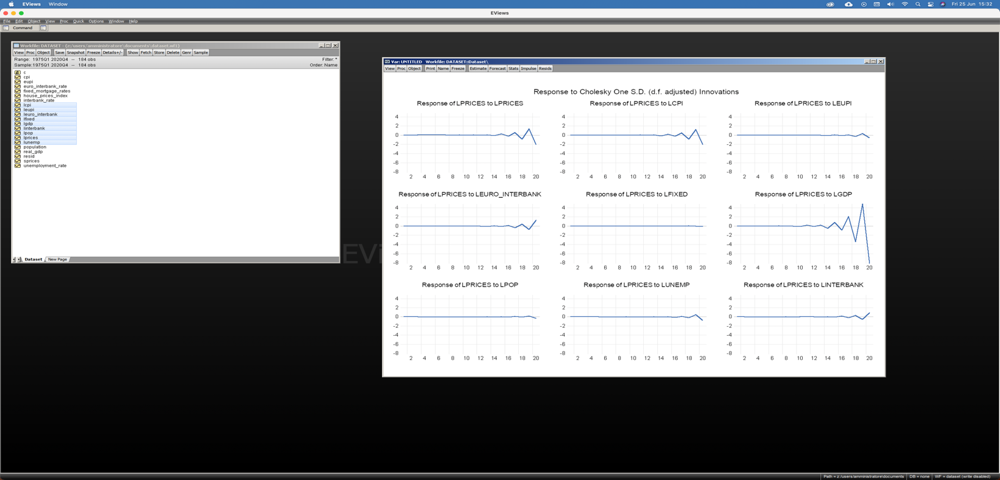 EViews Window Fri 25 Jun 15:32
EViews
File Edit Object View Proc Quick Options Window Help
Command
Workfile: DATASET - (z:/users/amministratore\documents\dataset.wf1)
View Proc Object Save Snapshot Freeze Details+/- Show Fetch Store Delete Genr Sample
Range: 1975Q1 2020Q4 -- 184 obs Filter: *
Sample: 1975Q1 2020Q4 -- 184 obs Order: Name
c
cpi
eupi
euro_interbank_rate
fixed_mortgage_rates
house_prices_index
interbank_rate
lcpi
leupi
leuro_interbank
lfixed
lgdp
linterbank
lpop
lprices
lunemp
population
real_gdp
resid
sprices
unemployment_rate
Dataset New Page
EVi
Var: UNTITLED Workfile: DATASET::Dataset\
View Proc Object Print Name Freeze Estimate Forecast Stats Impulse Resids
Response to Cholesky One S.D. (d.f. adjusted) Innovations
Response of LPRICES to LPRICES
4
2
0
-2
-4
-6
-8
2 4 6 8 10 12 14 16 18 20
Response of LPRICES to LCPI
4
2
0
-2
-4
-6
-8
2 4 6 8 10 12 14 16 18 20
Response of LPRICES to LEUPI
4
2
0
-2
-4
-6
-8
2 4 6 8 10 12 14 16 18 20
Response of LPRICES to LEURO_INTERBANK
4
2
0
-2
-4
-6
-8
2 4 6 8 10 12 14 16 18 20
Response of LPRICES to LFIXED
4
2
0
-2
-4
-6
-8
2 4 6 8 10 12 14 16 18 20
Response of LPRICES to LGDP
4
2
0
-2
-4
-6
-8
2 4 6 8 10 12 14 16 18 20
Response of LPRICES to LPOP
4
2
0
-2
-4
-6
-8
2 4 6 8 10 12 14 16 18 20
Response of LPRICES to LUNEMP
4
2
0
-2
-4
-6
-8
2 4 6 8 10 12 14 16 18 20
Response of LPRICES to LINTERBANK
4
2
0
-2
-4
-6
-8
2 4 6 8 10 12 14 16 18 20
Path = z:/users/amministratore\documents DB = none WF = dataset (write disabled)